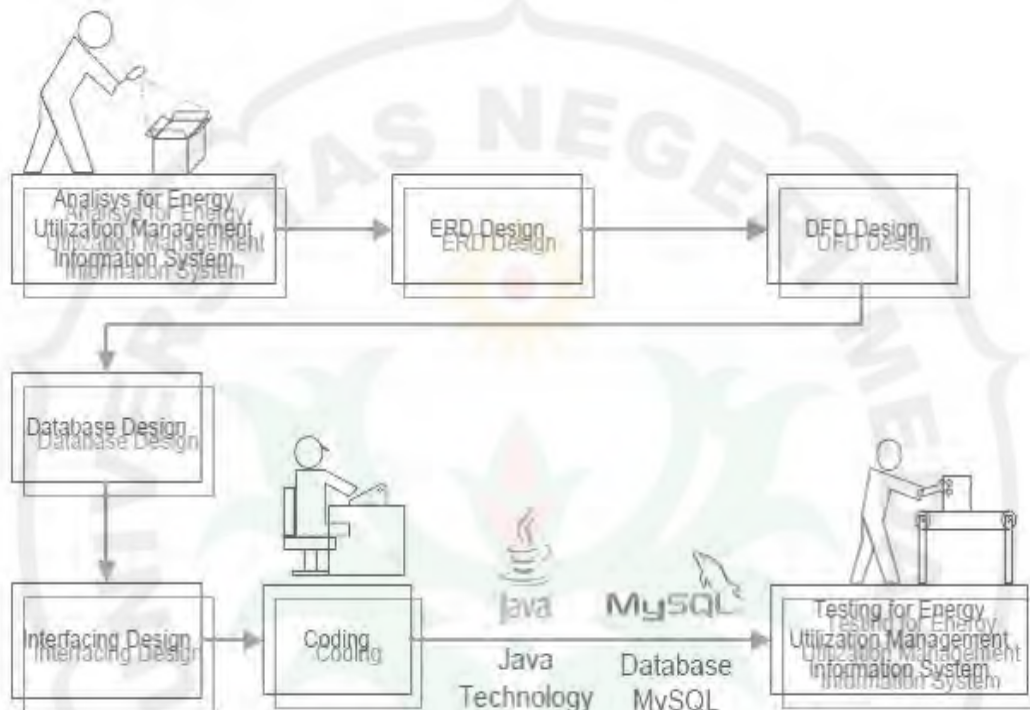 Analisys for Energy
Utilization Management
Information System
ERD Design
DFD Design
Database Design
Interfacing Design
Coding
Java
MySQL
Java
Technology
Database
MySQL
Testing for Energy
Utilization Management
Information System